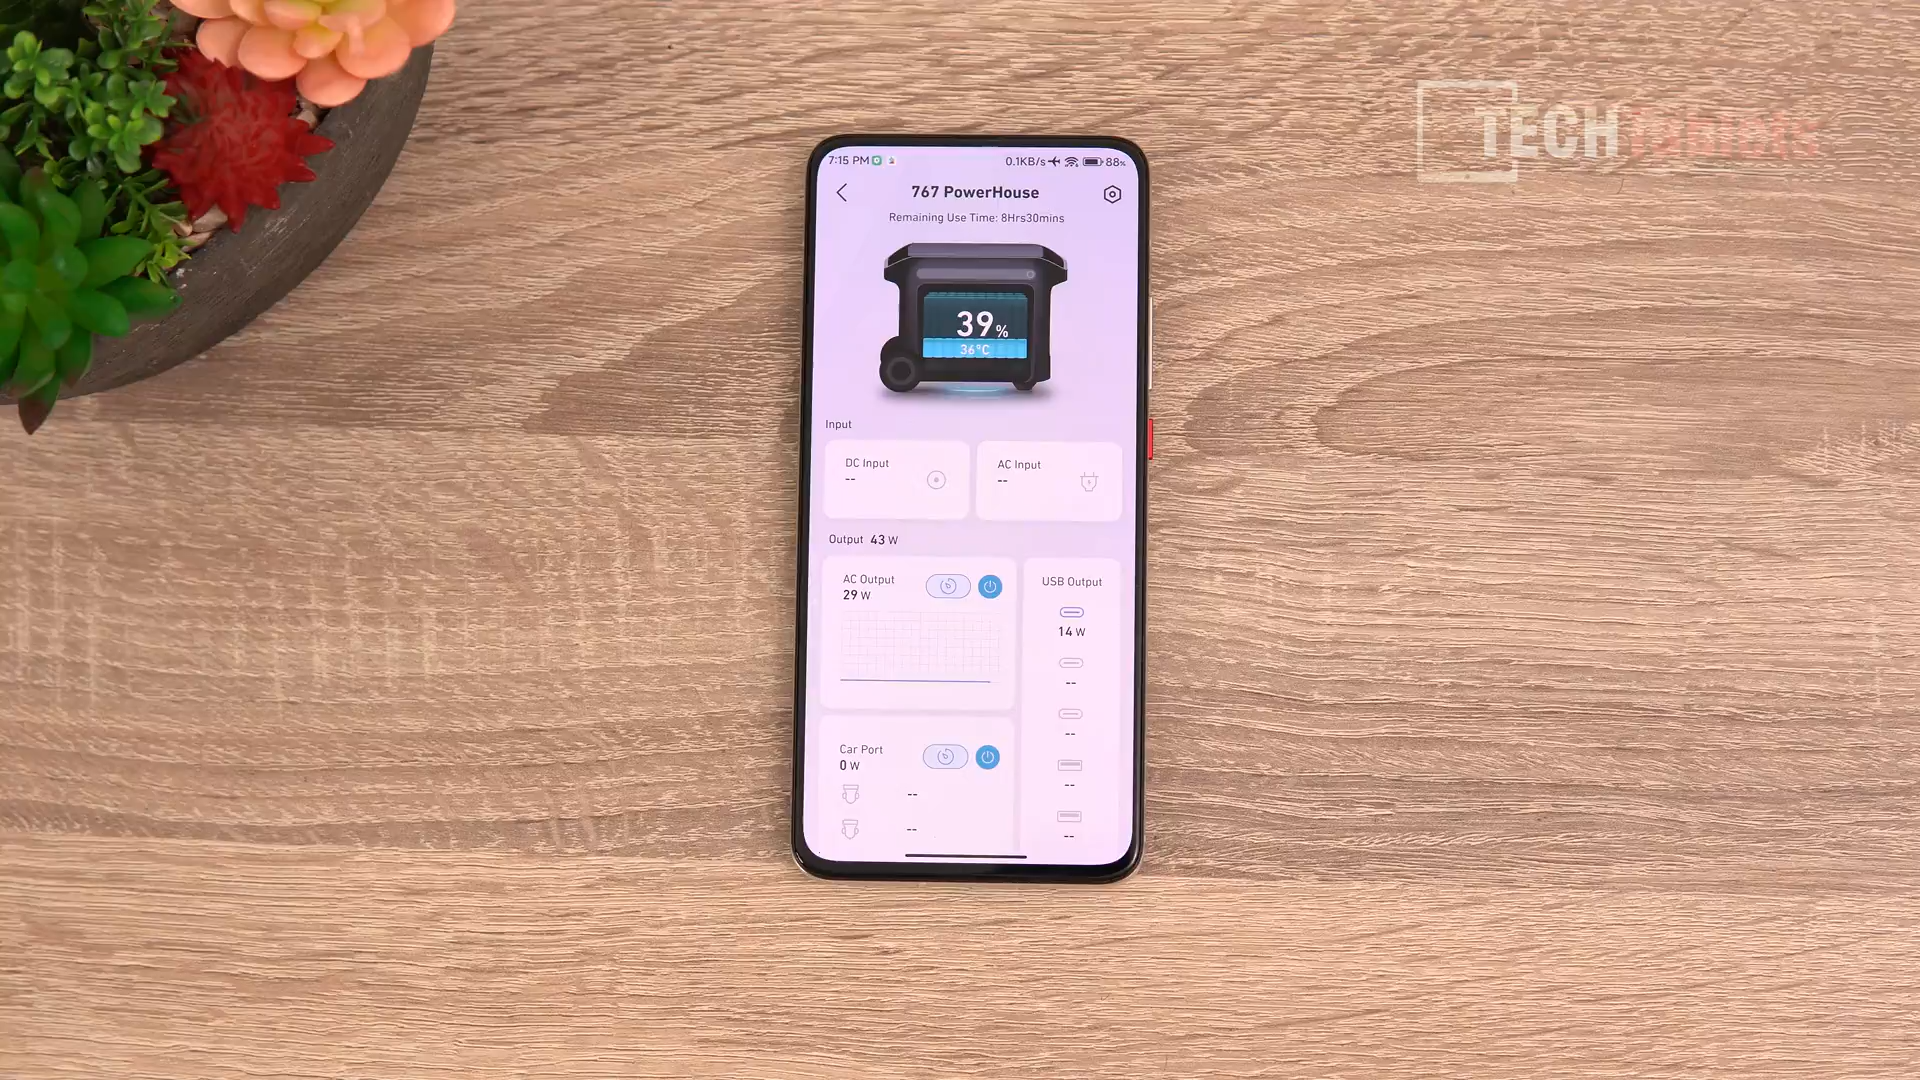 TECHTablets
7:15 PM 0.1KB/s 88%
767 PowerHouse
Remaining Use Time: 8Hrs30mins
39%
36°C
Input
DC Input
--
AC Input
--
Output 43 W
AC Output
29 W
USB Output
14 W
--
--
--
--
Car Port
0 W
--
--